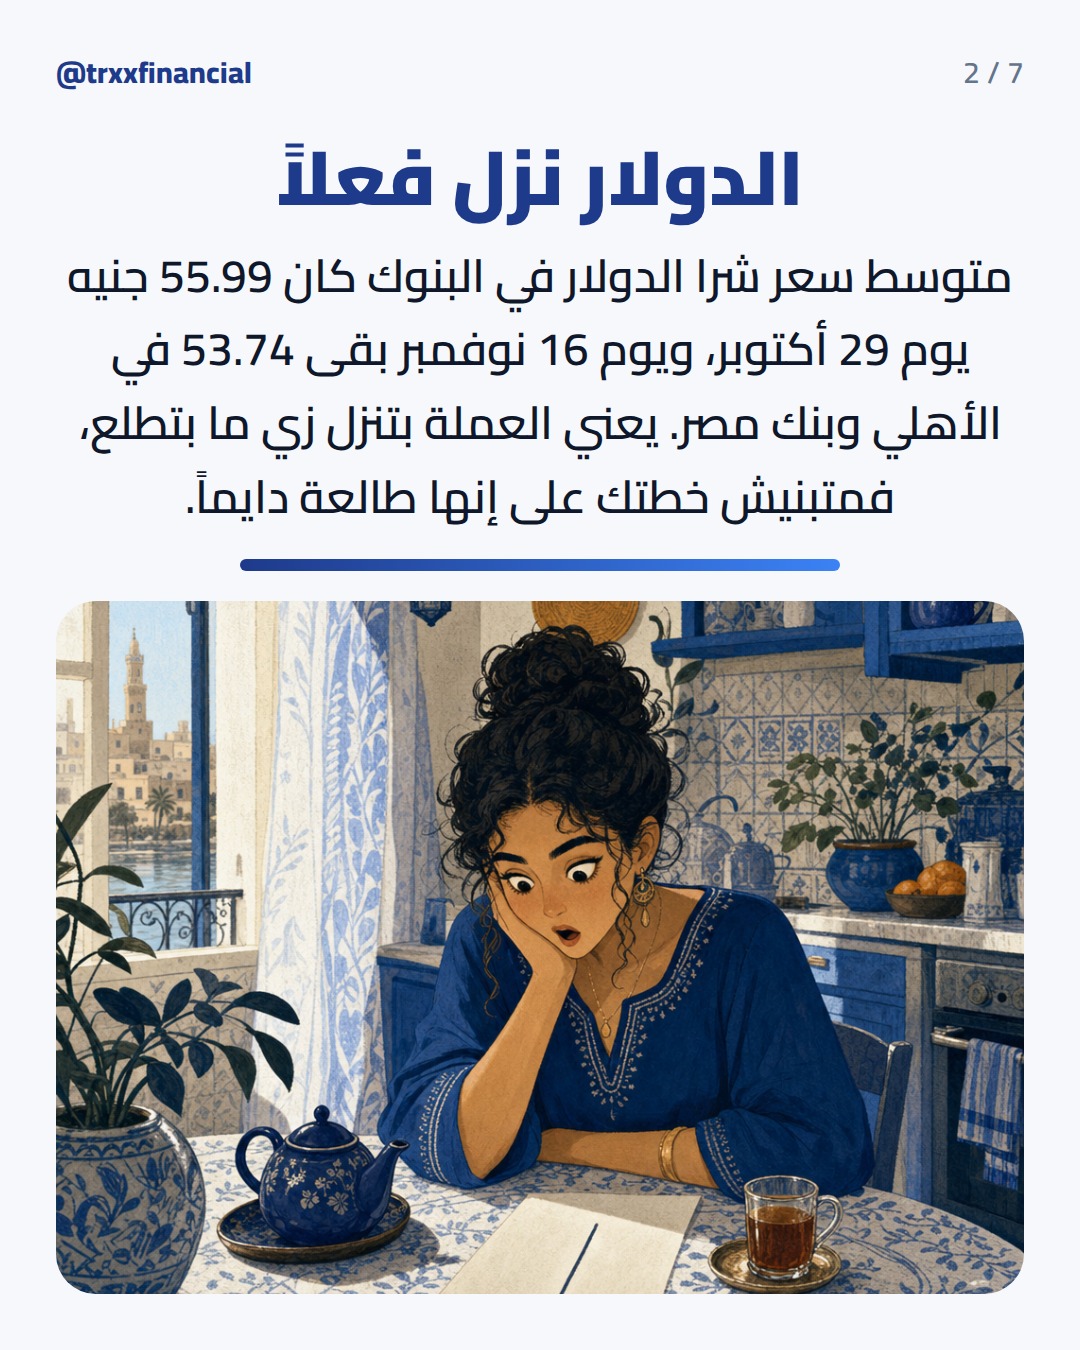 @trxxfinancial
2 / 7
الدولار نزل فعلاً
متوسط سعر شرا الدولار في البنوك كان 55.99 جنيه
يوم 29 أكتوبر، ويوم 16 نوفمبر بقى 53.74 في
الأهلي وبنك مصر. يعني العملة بتنزل زي ما بتطلع،
فمتبنيش خطتك على إنها طالعة دايماً.